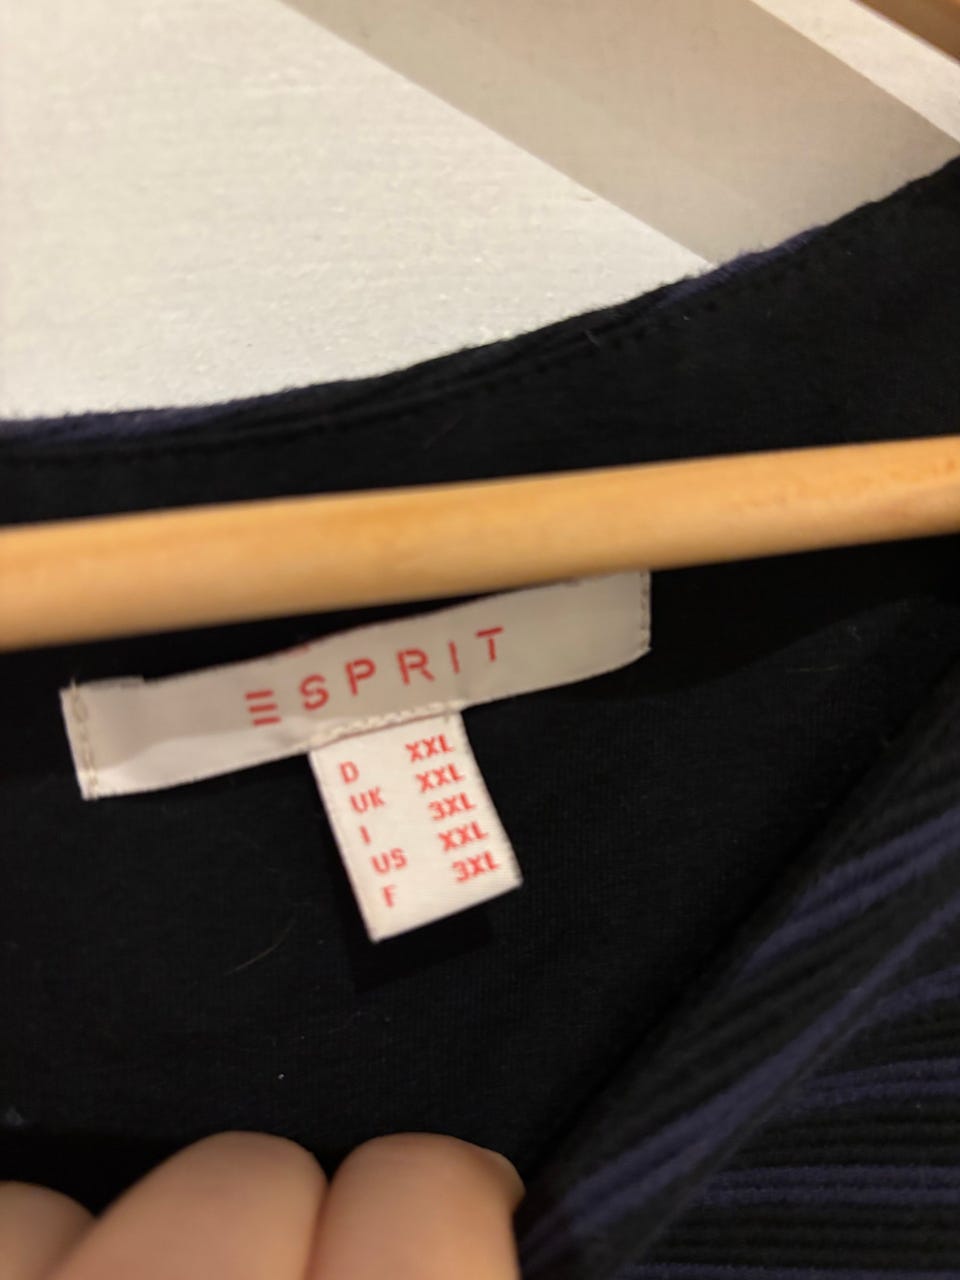 ESPRIT
D XXL
UK XXL
I 3XL
US XXL
F 3XL